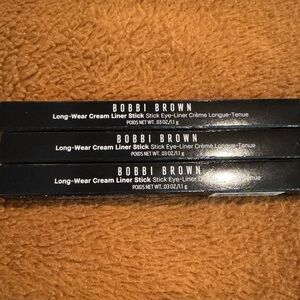 BOBBI BROWN
Long-Wear Cream Liner Stick Stick Eye-Liner Crème Longue-Tenue
POIDS NET WT. .03 OZ/1.1 g
BOBBI BROWN
Long-Wear Cream Liner Stick Stick Eye-Liner Crème Longue-Tenue
POIDS NET WT. .03 OZ/1.1 g
BOBBI BROWN
Long-Wear Cream Liner Stick Stick Eye-Liner
POIDS NET WT. .03 OZ/1.1 g